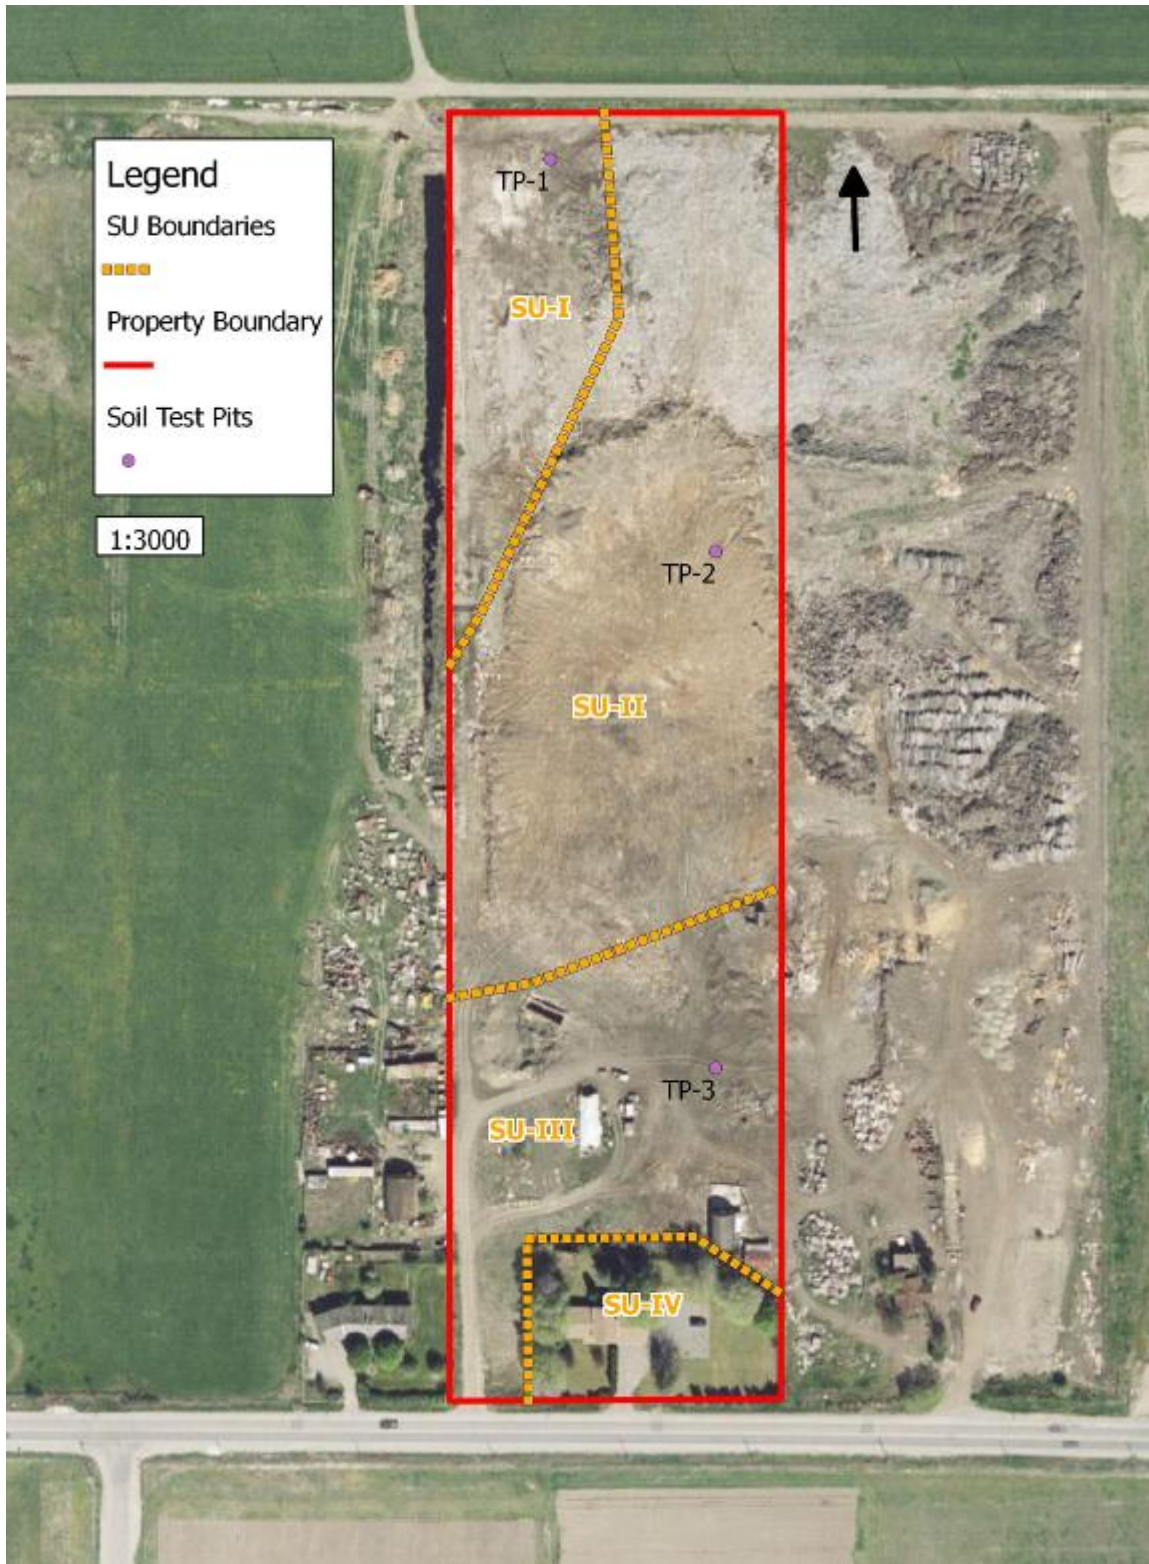 Legend
SU Boundaries
Property Boundary
Soil Test Pits
1:3000
TP-1
SU-I
TP-2
SU-II
TP-3
SU-III
SU-IV